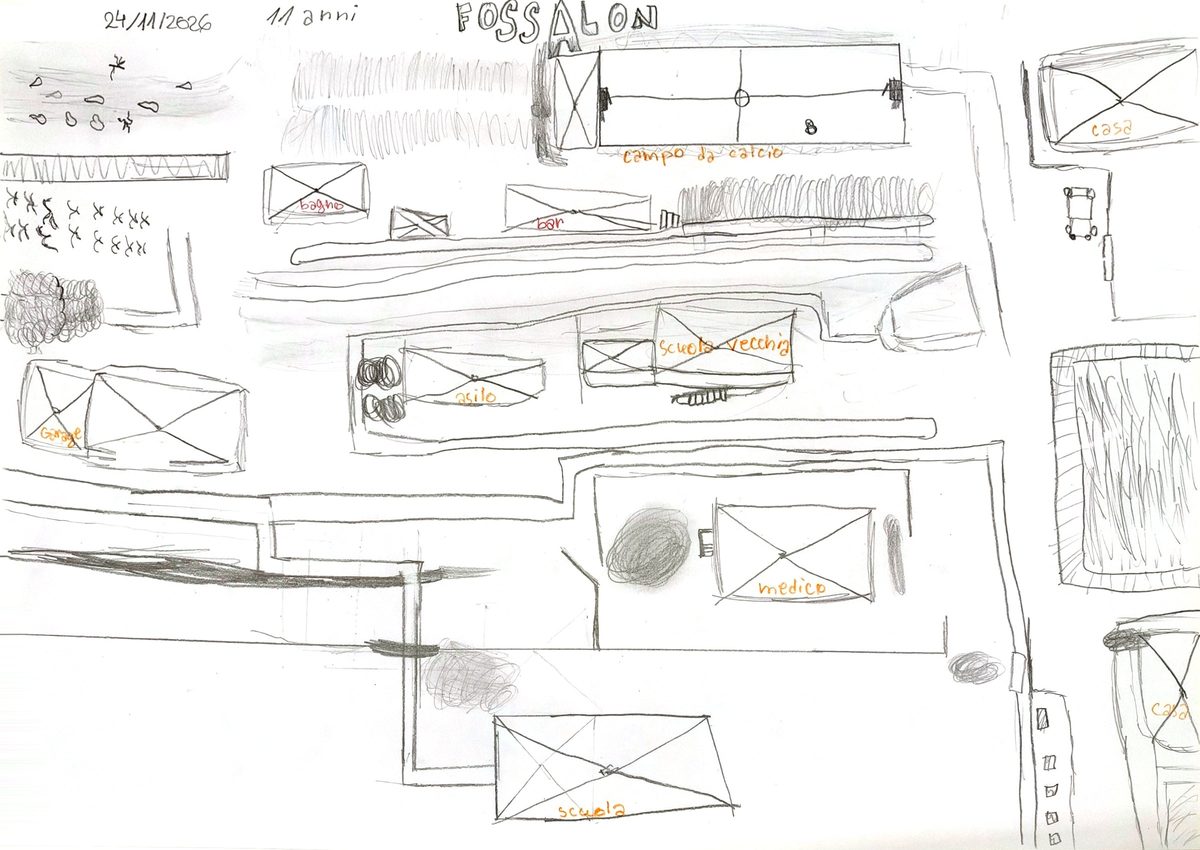 24/11/2026 11 anni FOSSALON
casa
campo da calcio
bagno
bar
scuola vecchia
asilo
Garage
medico
casa
scuola